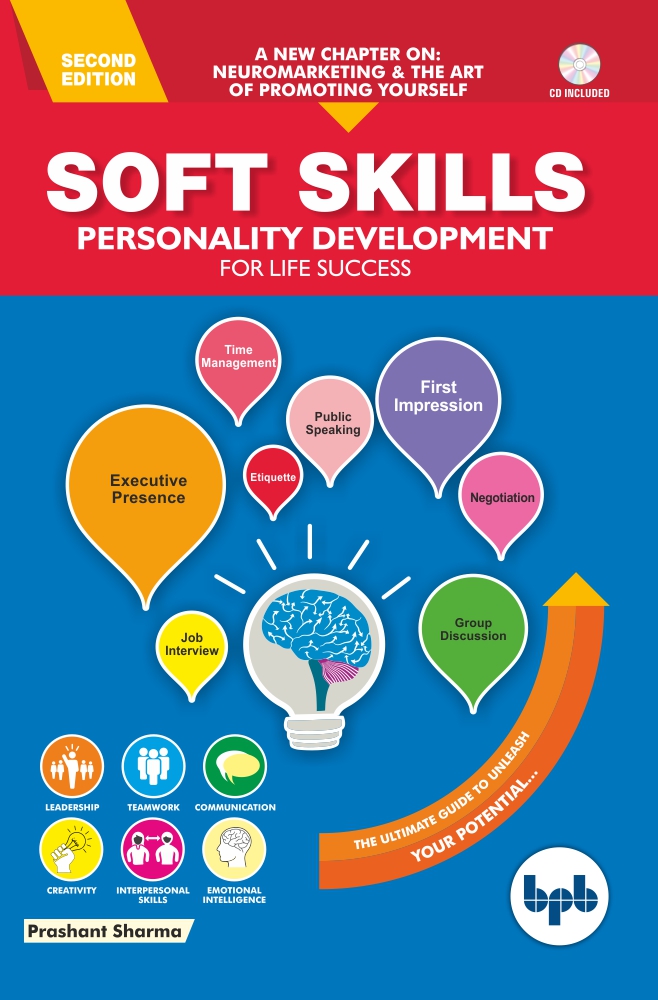 SECOND
EDITION
A NEW CHAPTER ON:
NEUROMARKETING & THE ART
OF PROMOTING YOURSELF
CD INCLUDED
SOFT SKILLS
PERSONALITY DEVELOPMENT
FOR LIFE SUCCESS
Time
Management
First
Impression
Public
Speaking
Executive
Presence
Etiquette
Negotiation
Job
Interview
Group
Discussion
LEADERSHIP
TEAMWORK
COMMUNICATION
CREATIVITY
INTERPERSONAL
SKILLS
EMOTIONAL
INTELLIGENCE
THE ULTIMATE GUIDE TO UNLEASH
YOUR POTENTIAL...
Prashant Sharma
bpb